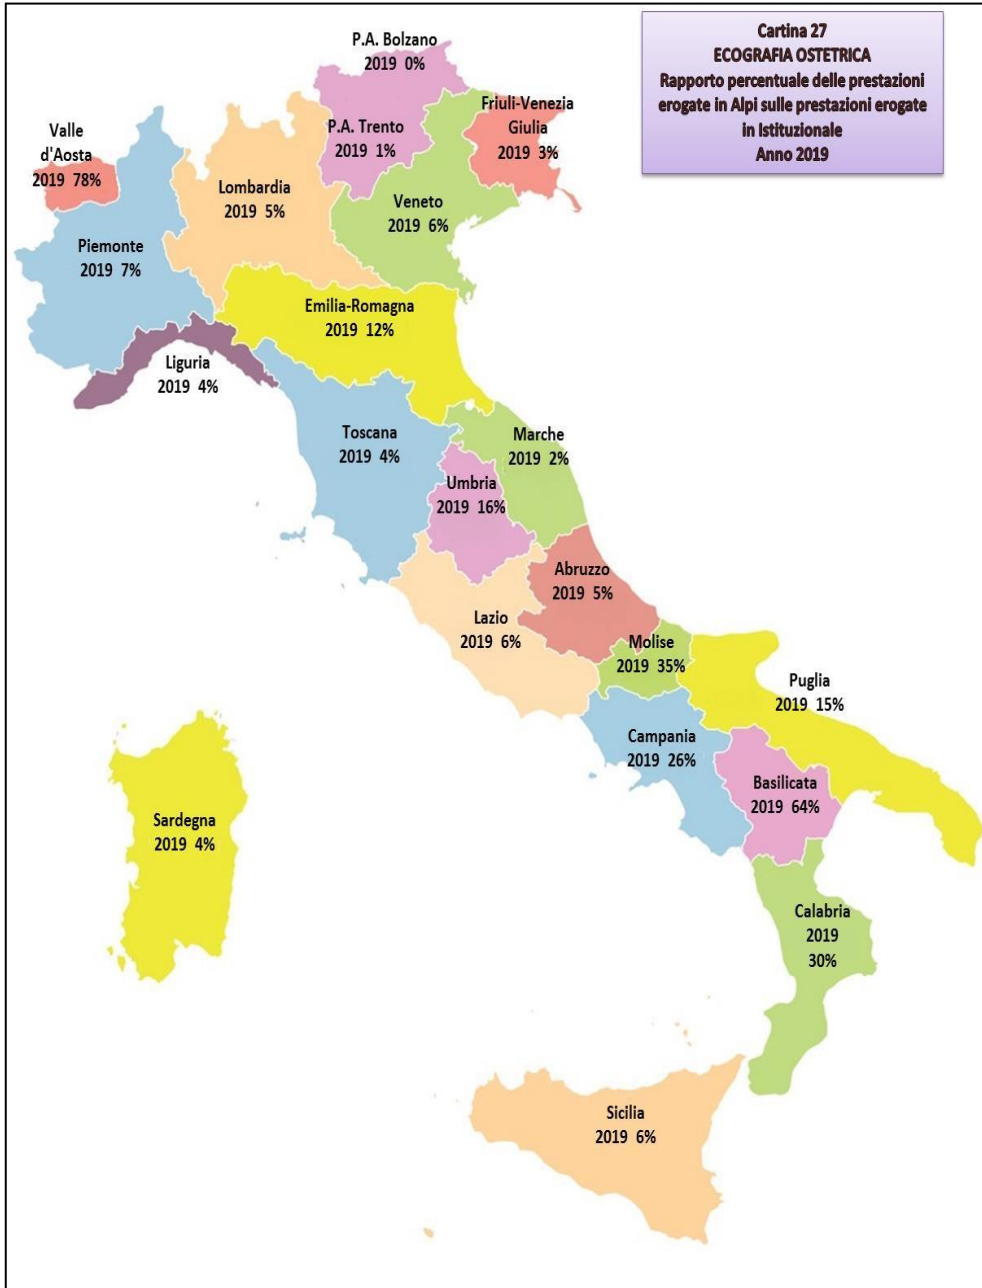 Cartina 27
ECOGRAFIA OSTETRICA
Rapporto percentuale delle prestazioni
erogate in Alpi sulle prestazioni erogate
in Istituzionale
Anno 2019
P.A. Bolzano
2019 0%
P.A. Trento
2019 1%
Friuli-Venezia
Giulia
2019 3%
Valle
d'Aosta
2019 78%
Lombardia
2019 5%
Veneto
2019 6%
Piemonte
2019 7%
Emilia-Romagna
2019 12%
Liguria
2019 4%
Toscana
2019 4%
Marche
2019 2%
Umbria
2019 16%
Abruzzo
2019 5%
Lazio
2019 6%
Molise
2019 35%
Puglia
2019 15%
Campania
2019 26%
Basilicata
2019 64%
Sardegna
2019 4%
Calabria
2019
30%
Sicilia
2019 6%